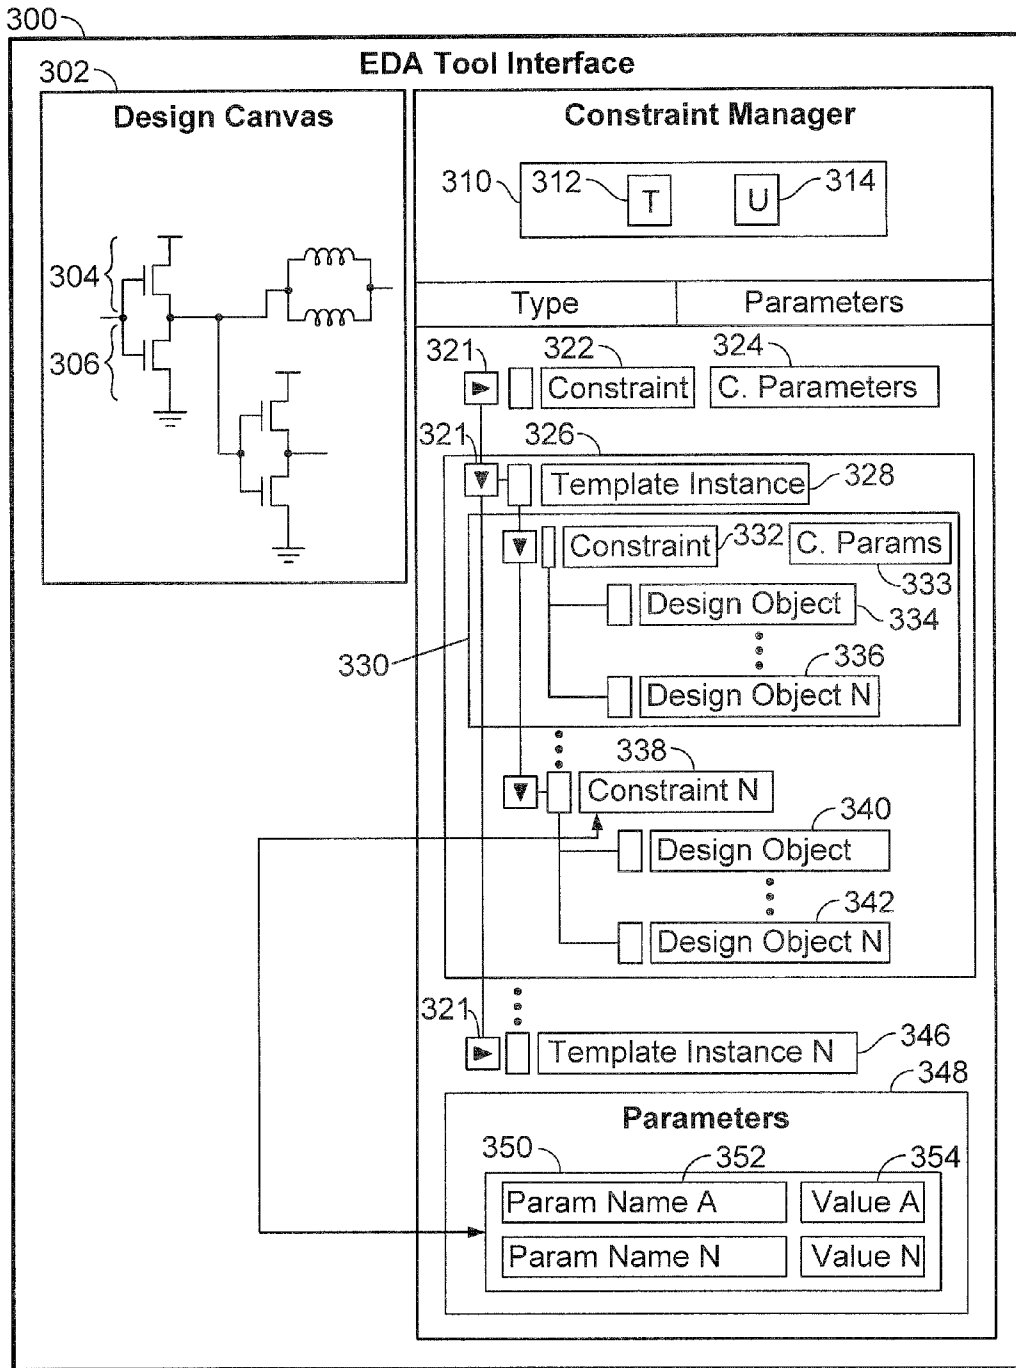 300
EDA Tool Interface
302
Design Canvas
304
306
Constraint Manager
310
312
T
U
314
Type
Parameters
321
322
Constraint
324
C. Parameters
321
326
Template Instance
328
330
Constraint
332
C. Params
333
Design Object
334
336
Design Object N
338
Constraint N
340
Design Object
342
Design Object N
321
Template Instance N
346
348
Parameters
350
352
354
Param Name A
Value A
Param Name N
Value N